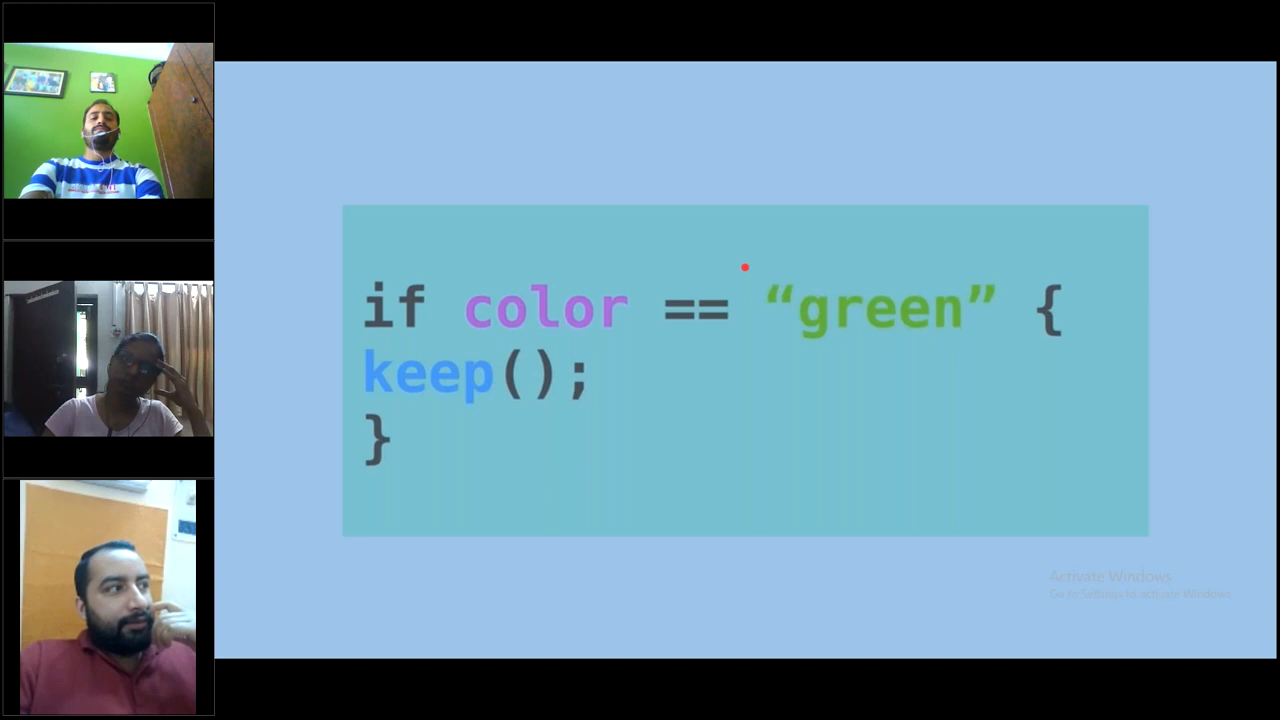 if color == “green” {
keep();
}
Activate Windows
Go to Settings to activate Windows.